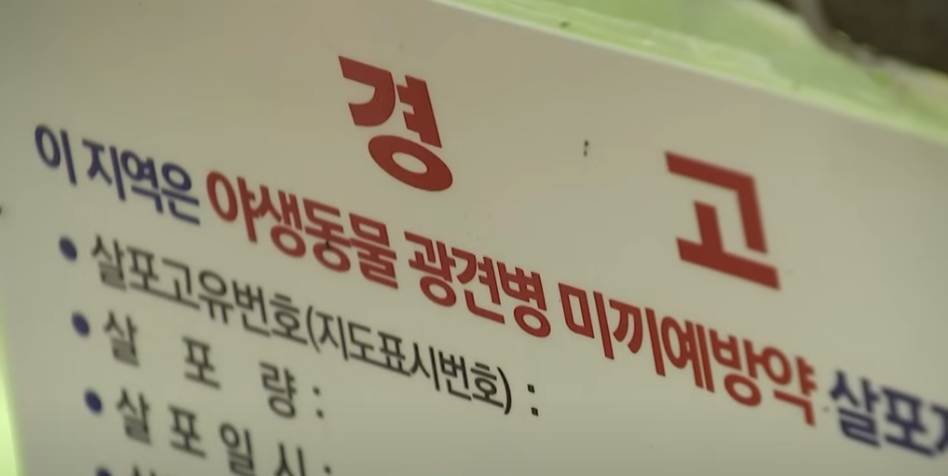 경 고
이 지역은 야생동물 광견병 미끼예방약 살포
• 살포고유번호(지도표시번호) :
• 살 포 량 :
• 살 포 일 시 :